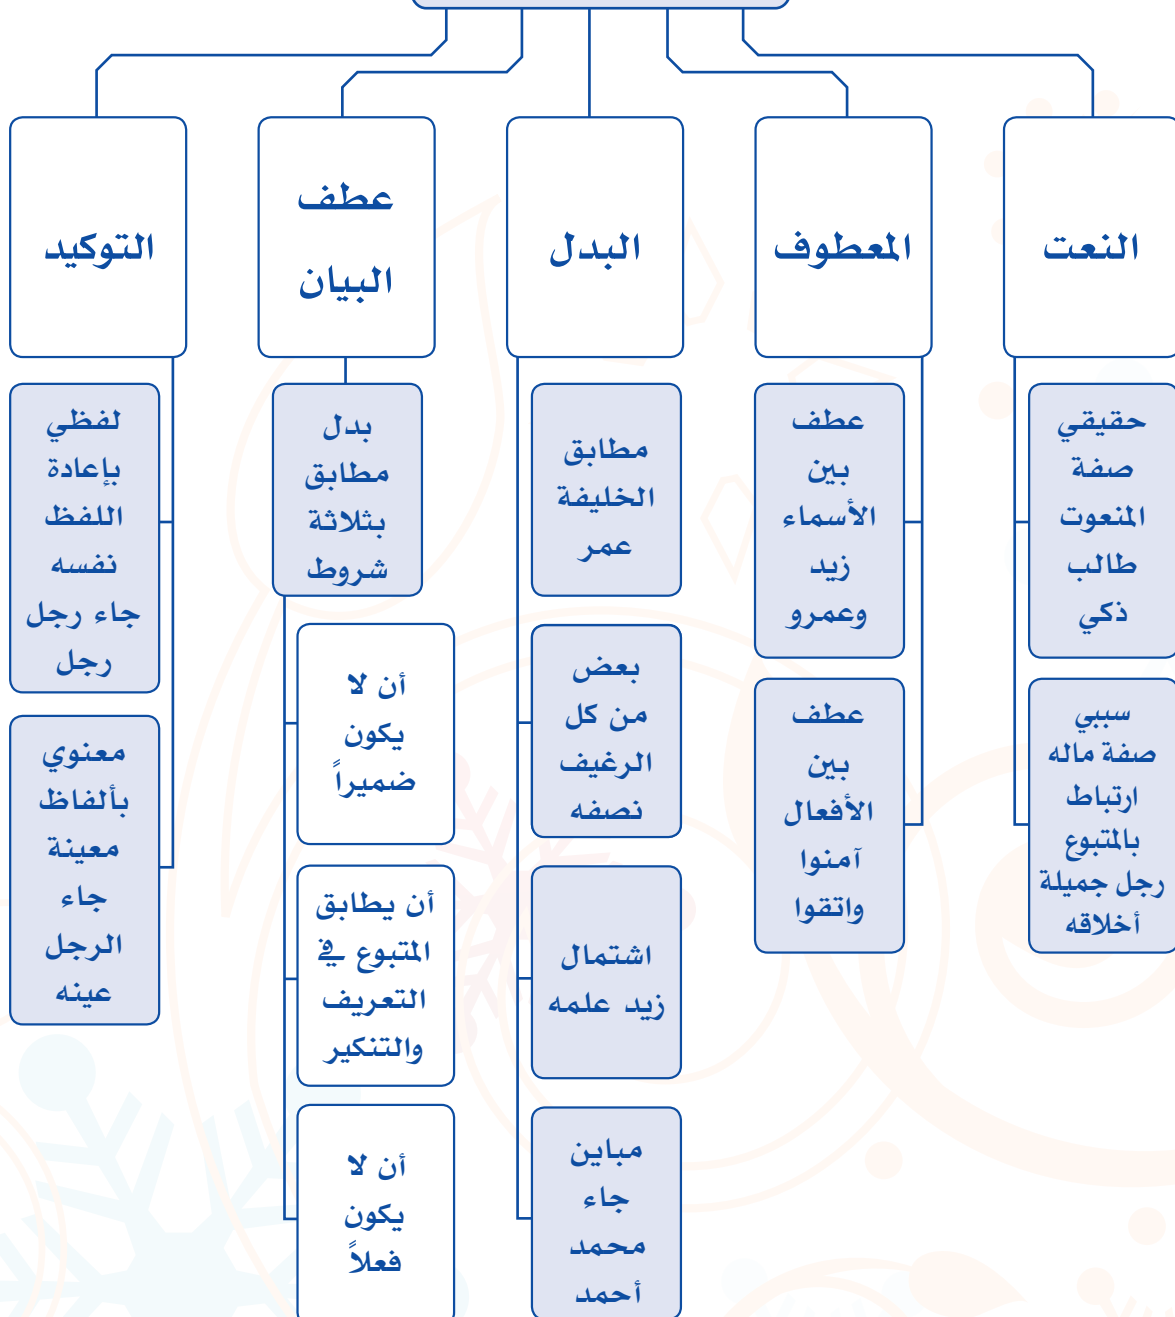 النعت
المعطوف
البدل
عطف
البيان
التوكيد
حقيقي
صفة
المنعوت
طالب
ذكي
سببي
صفة ماله
ارتباط
بالمتبوع
رجل جميلة
أخلاقه
عطف
بين
الأسماء
زيد
وعمرو
عطف
بين
الأفعال
آمنوا
واتقوا
مطابق
الخليفة
عمر
بعض
من كل
الرغيف
نصفه
اشتمال
زيد علمه
مباين
جاء
محمد
أحمد
بدل
مطابق
بثلاثة
شروط
أن لا
يكون
ضميراً
أن يطابق
المتبوع في
التعريف
والتنكير
أن لا
يكون
فعلاً
لفظي
بإعادة
اللفظ
نفسه
جاء رجل
رجل
معنوي
بألفاظ
معينة
جاء
الرجل
عينه